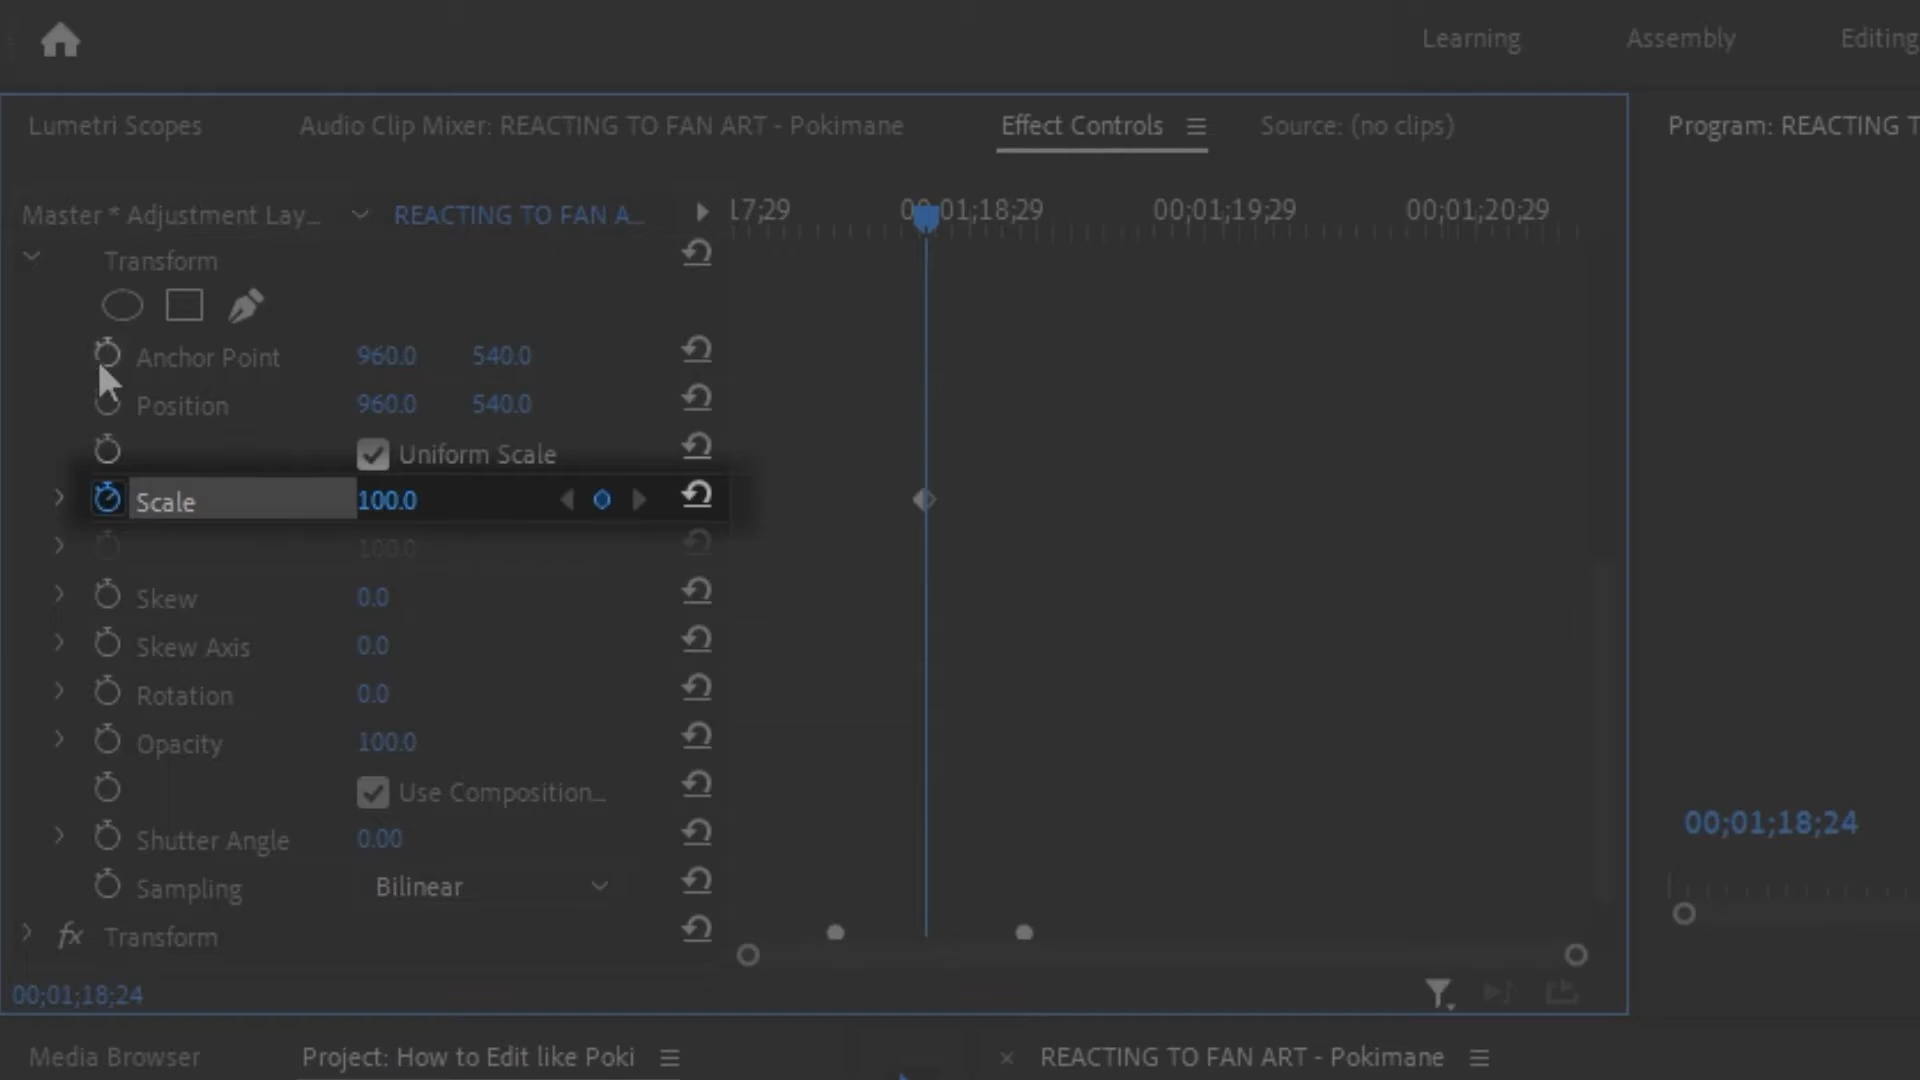 Learning Assembly Editing
Lumetri Scopes Audio Clip Mixer: REACTING TO FAN ART - Pokimane Effect Controls Source: (no clips) Program: REACTING T
Master * Adjustment Lay... REACTING TO FAN A... 17;29 00;01;18;29 00;01;19;29 00;01;20;29
Transform
Anchor Point 960.0 540.0
Position 960.0 540.0
Uniform Scale
Scale 100.0
100.0
Skew 0.0
Skew Axis 0.0
Rotation 0.0
Opacity 100.0
Use Composition...
00;01;18;24
Shutter Angle 0.00
Sampling Bilinear
fx Transform
00;01;18;24
Media Browser Project: How to Edit like Poki × REACTING TO FAN ART - Pokimane